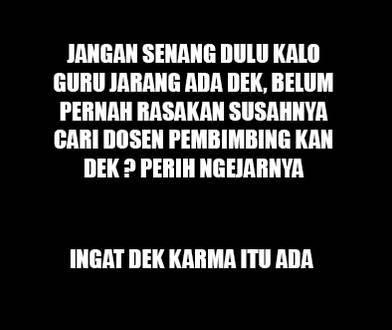 JANGAN SENANG DULU KALO
GURU JARANG ADA DEK, BELUM
PERNAH RASAKAN SUSAHNYA
CARI DOSEN PEMBIMBING KAN
DEK ? PERIH NGEJARNYA
INGAT DEK KARMA ITU ADA